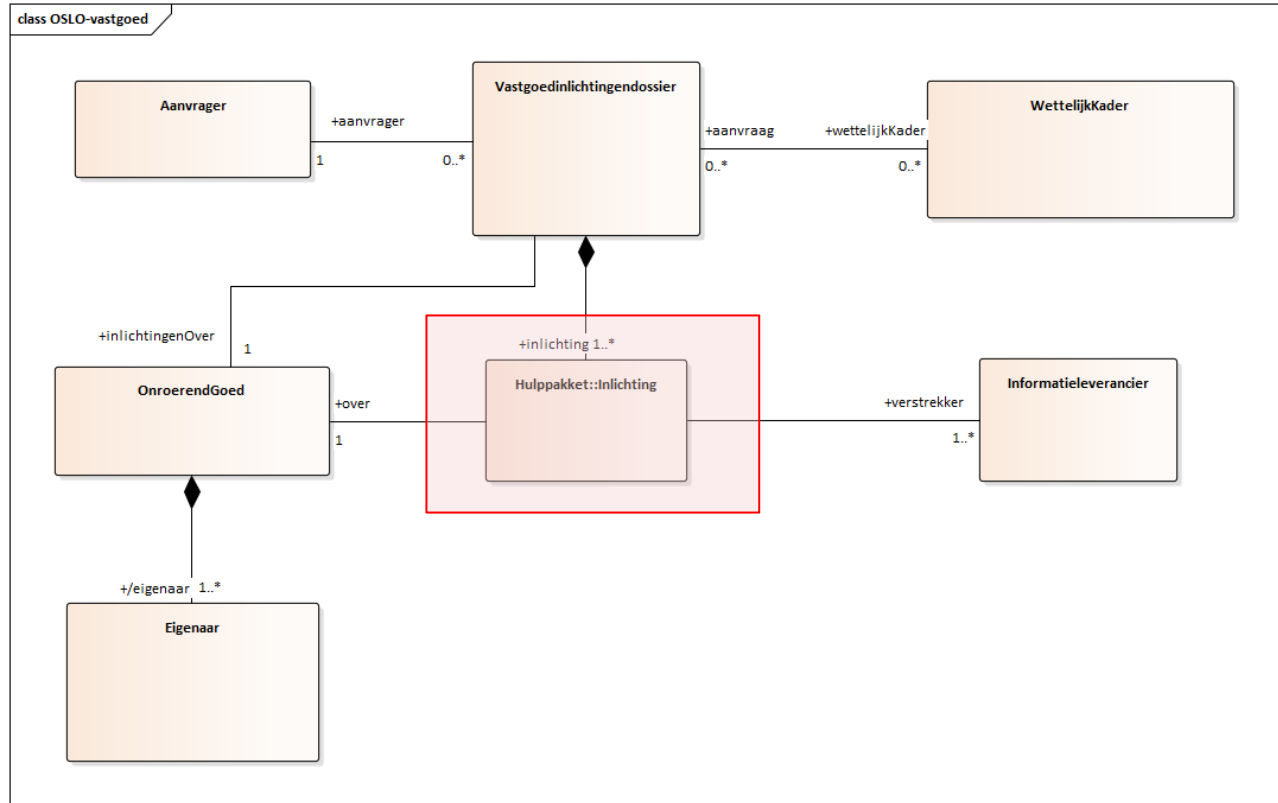 class OSLO-vastgoed
Aanvrager
+aanvrager
1
0..*
Vastgoedinlichtingendossier
+aanvraag
0..*
+wettelijkKader
0..*
WettelijkKader
+inlichtingenOver
1
+inlichting 1..*
OnroerendGoed
+over
1
Hulppakket::Inlichting
+verstrekker
1..*
Informatieleverancier
+/eigenaar 1..*
Eigenaar